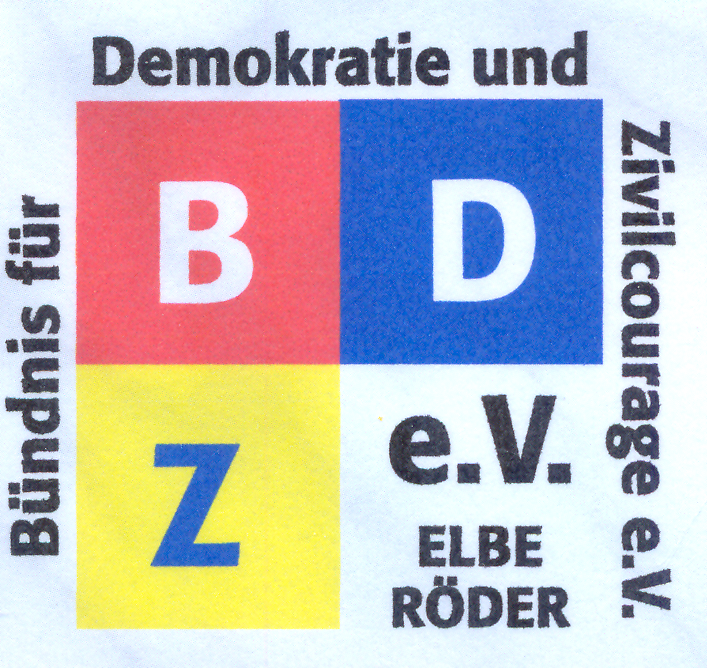 Bündnis für
Demokratie und
Zivilcourage e.V.
B D
Z e.V.
ELBE
RÖDER